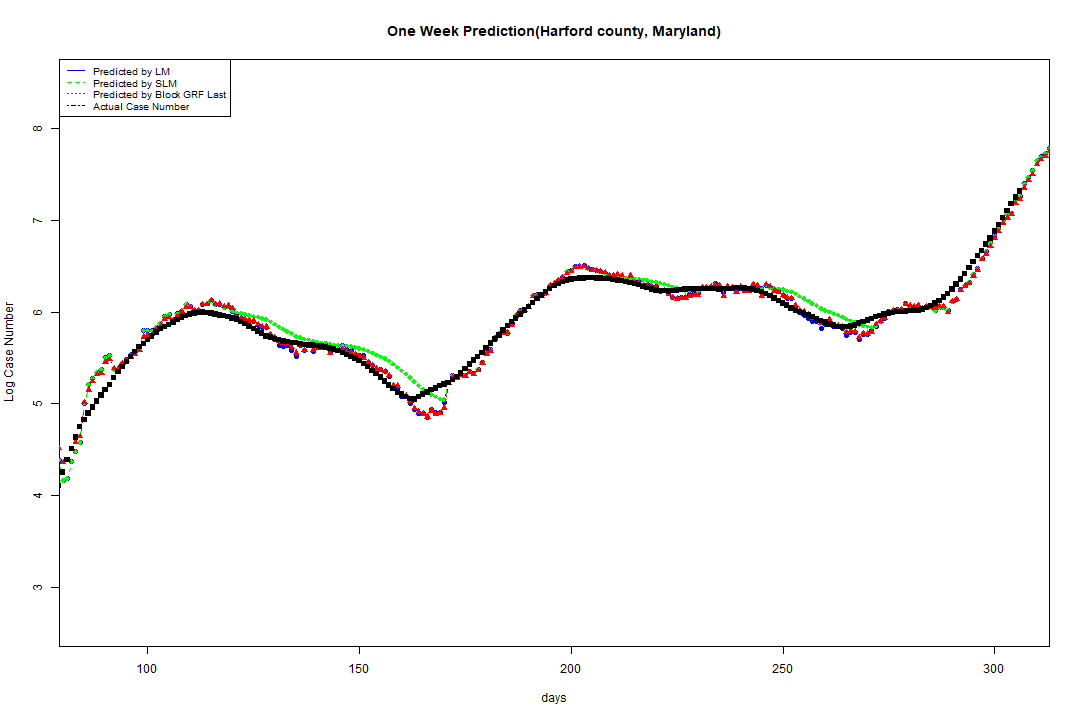 One Week Prediction(Harford county, Maryland)
Predicted by LM
Predicted by SLM
Predicted by Block GRF Last
Actual Case Number
8
7
6
5
4
3
Log Case Number
100 150 200 250 300
days